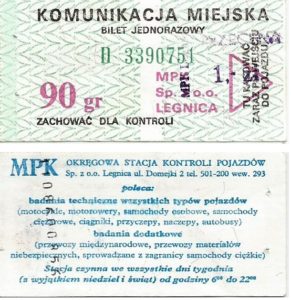 KOMUNIKACJA MIEJSKA
BILET JEDNORAZOWY
D 3390751
90 gr
MPK
Sp. z o.o.
LEGNICA
1,-
ZACHOWAĆ DLA KONTROLI
TU KASOWAĆ
ZARAZ PO WEJŚCIU
DO POJAZDU
MPK OKRĘGOWA STACJA KONTROLI POJAZDÓW
Sp. z o.o. Legnica ul. Domejki 2 tel. 501-200 wew. 293
poleca:
badania techniczne wszystkich typów pojazdów
(motocykle, motorowery, samochody osobowe, samochody
ciężarowe, ciągniki, przyczepy, naczepy, autobusy)
badania dodatkowe
(przewozy międzynarodowe, przewozy materiałów
niebezpiecznych, sprowadzane z zagranicy samochody ciężkie)
Stacja czynna we wszystkie dni tygodnia
(z wyjątkiem niedziel i świąt) od godziny 6⁰⁰ do 22⁰⁰